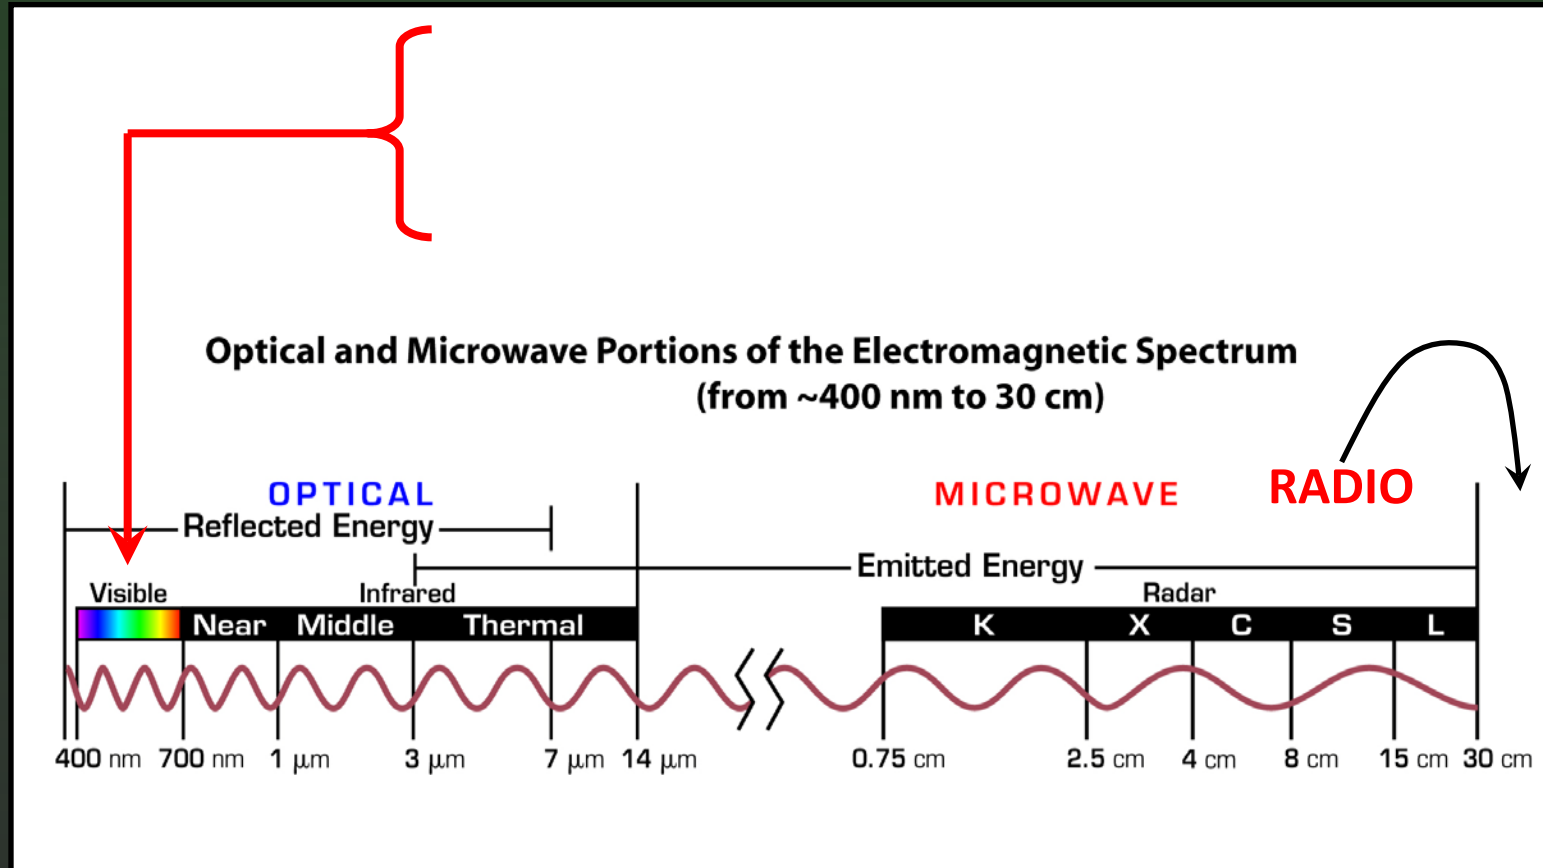 Optical and Microwave Portions of the Electromagnetic Spectrum
(from ~400 nm to 30 cm)
OPTICAL
MICROWAVE
RADIO
Reflected Energy
Emitted Energy
Visible
Infrared
Radar
Near
Middle
Thermal
K
X
C
S
L
400 nm
700 nm
1 μm
3 μm
7 μm
14 μm
0.75 cm
2.5 cm
4 cm
8 cm
15 cm
30 cm